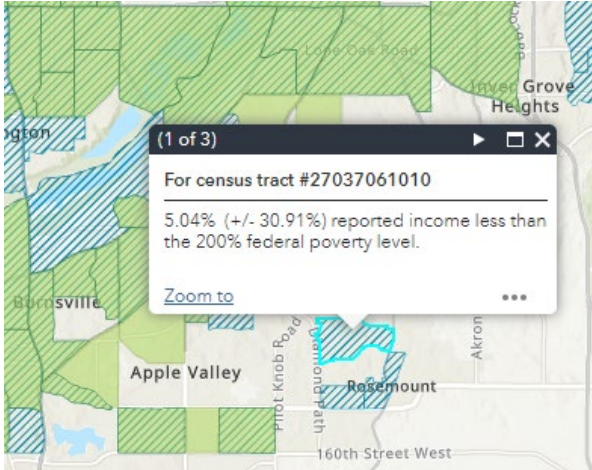 Lone Oak Road
Inver Grove
Heights
(1 of 3)
For census tract #27037061010
5.04% (+/- 30.91%) reported income less than
the 200% federal poverty level.
Zoom to
Burnsville
Apple Valley
Pilot Knob Road
Diamond Path
Akron
Rosemount
160th Street West